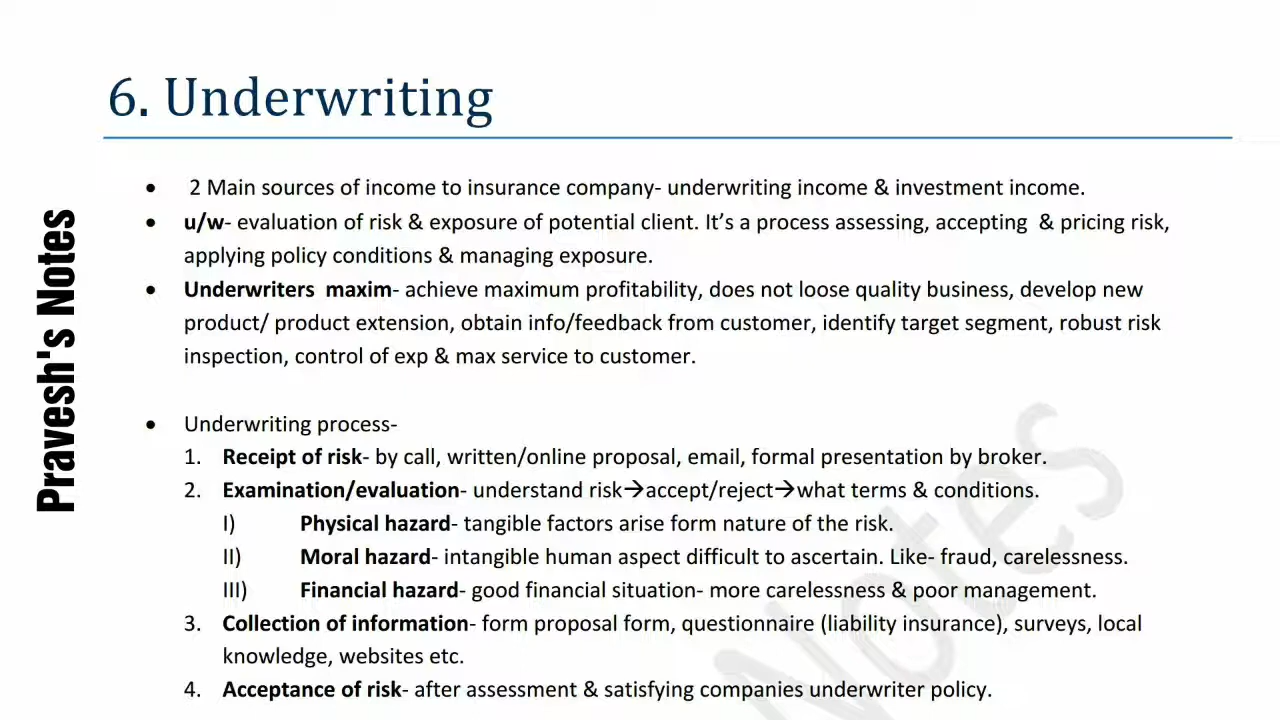 6. Underwriting
Pravesh's Notes
• 2 Main sources of income to insurance company- underwriting income & investment income.
• u/w- evaluation of risk & exposure of potential client. It’s a process assessing, accepting & pricing risk,
applying policy conditions & managing exposure.
• Underwriters maxim- achieve maximum profitability, does not loose quality business, develop new
product/ product extension, obtain info/feedback from customer, identify target segment, robust risk
inspection, control of exp & max service to customer.
• Underwriting process-
1. Receipt of risk- by call, written/online proposal, email, formal presentation by broker.
2. Examination/evaluation- understand risk→accept/reject→what terms & conditions.
I) Physical hazard- tangible factors arise form nature of the risk.
II) Moral hazard- intangible human aspect difficult to ascertain. Like- fraud, carelessness.
III) Financial hazard- good financial situation- more carelessness & poor management.
3. Collection of information- form proposal form, questionnaire (liability insurance), surveys, local
knowledge, websites etc.
4. Acceptance of risk- after assessment & satisfying companies underwriter policy.
Notes